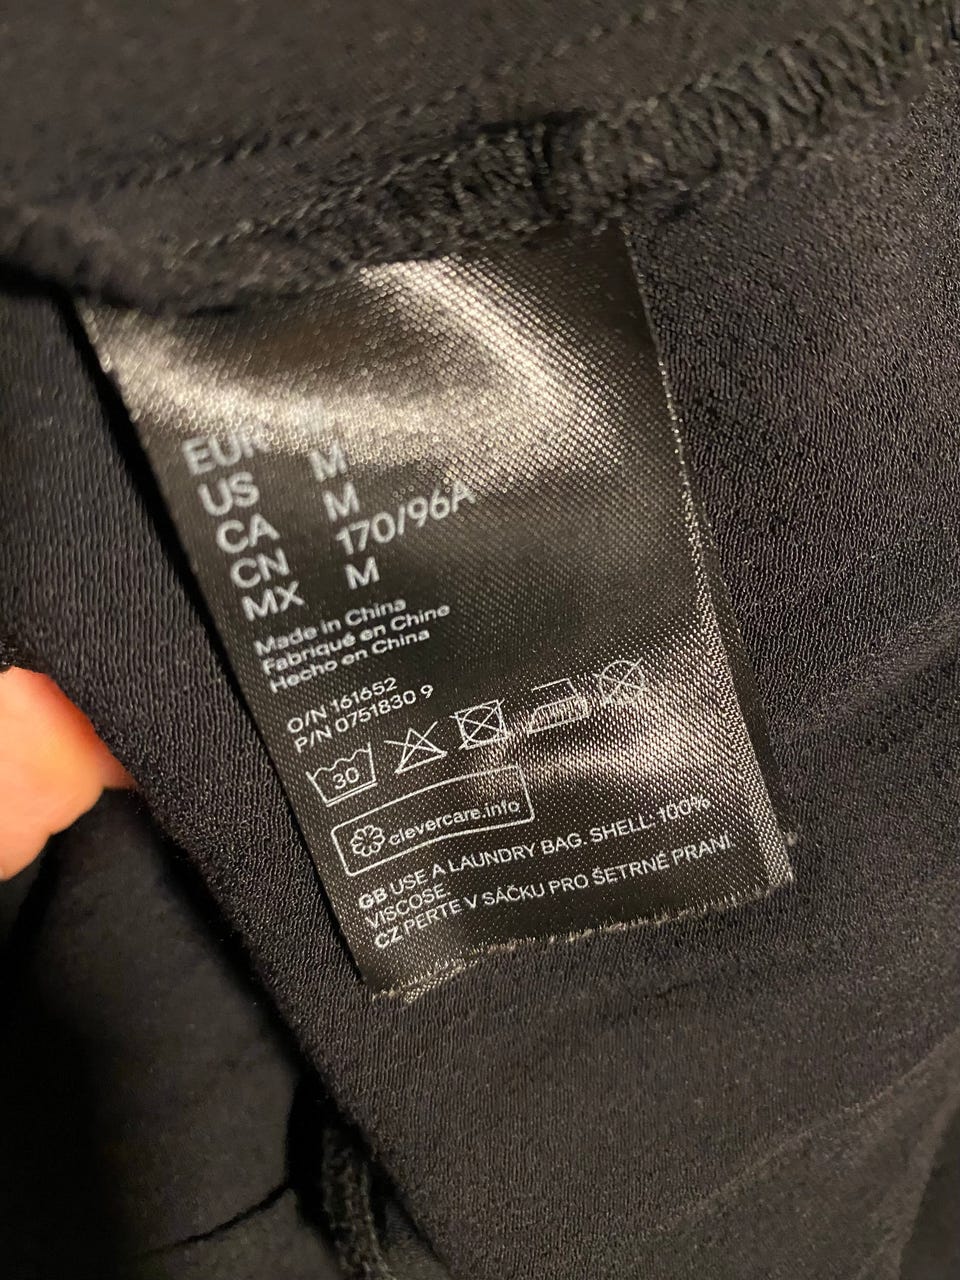 EUR
US M
CA M
CN 170/96A
MX M
Made in China
Fabriqué en Chine
Hecho en China
O/N 161652
P/N 0751830 9
30
clevercare.info
GB USE A LAUNDRY BAG. SHELL: 100%
VISCOSE.
CZ PERTE V SÁČKU PRO ŠETRNÉ PRANÍ.